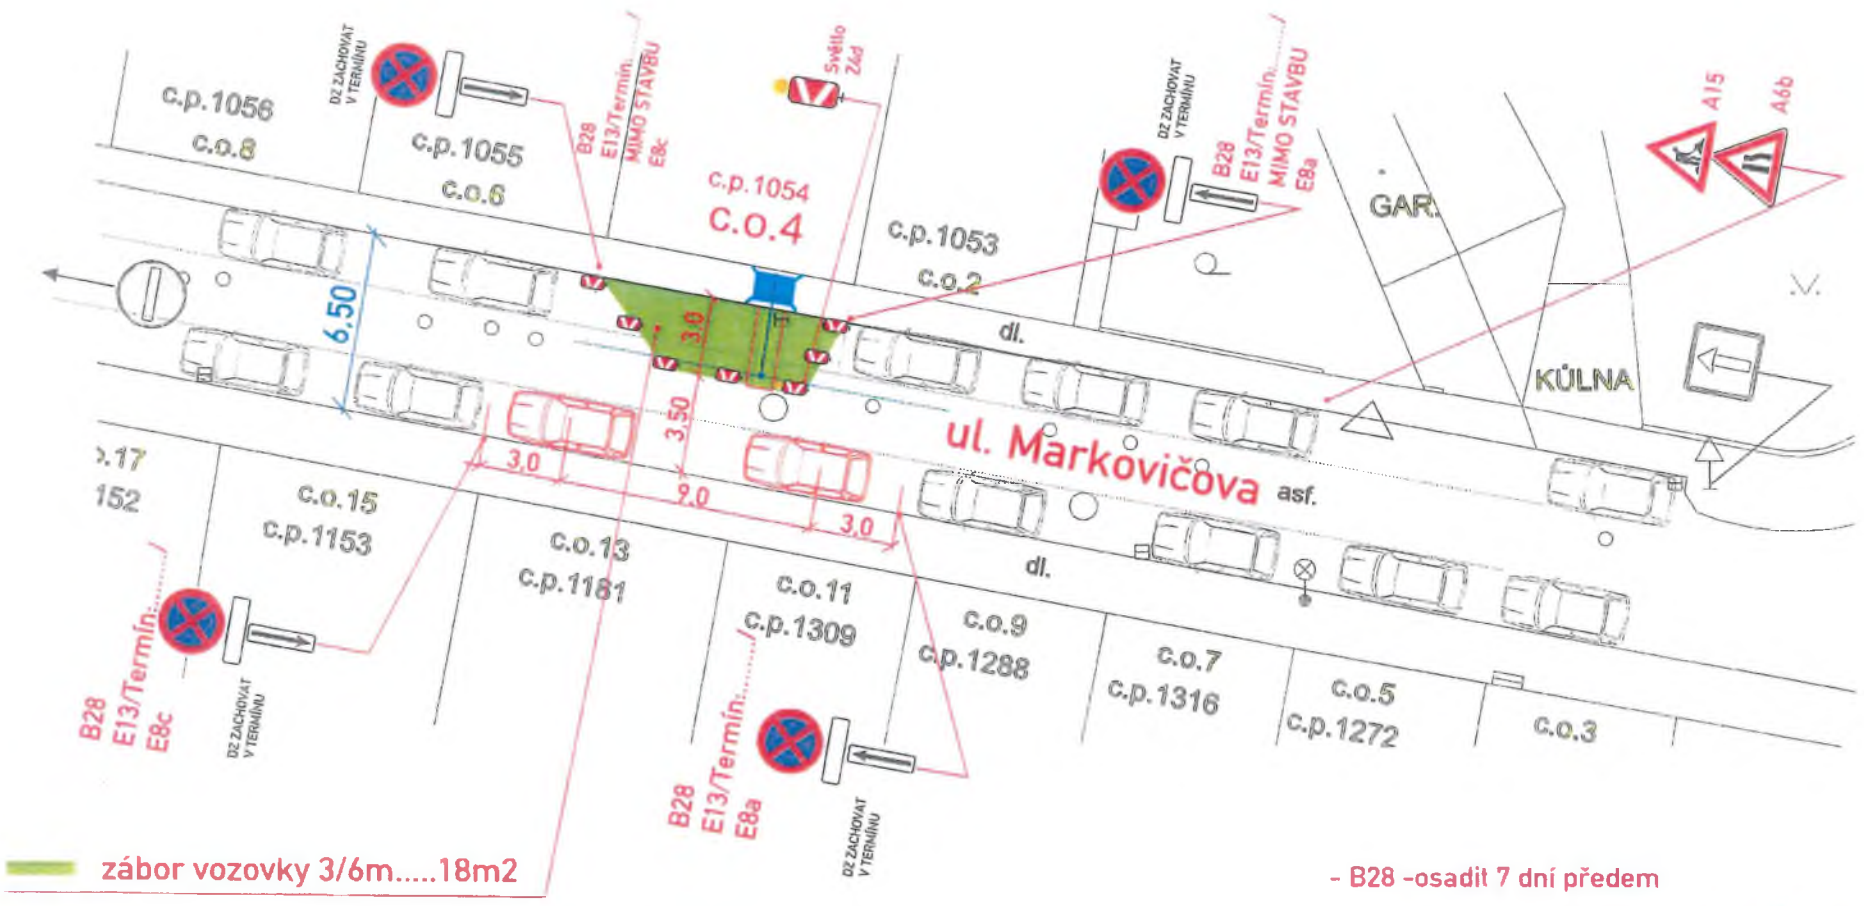 DZ ZACHOVAT
V TERMÍNU
B28
E13/Termín:......
MIMO STAVBU
E8c
Světlo
Z4d
DZ ZACHOVAT
V TERMÍNU
B28
E13/Termín:......
MIMO STAVBU
E8a
A15
A6b
c.p.1056
c.o.8
c.p.1055
c.o.6
c.p.1054
c.o.4
c.p.1053
c.o.2
GAR.
KŮLNA
dl.
6.50
3.0
3.50
ul. Markovičova
asf.
3,0
9.0
3,0
dl.
.17
152
c.o.15
c.p.1153
c.o.13
c.p.1181
c.o.11
c.p.1309
c.o.9
c.p.1288
c.o.7
c.p.1316
c.o.5
c.p.1272
c.o.3
B28
E13/Termín:......
E8c
DZ ZACHOVAT
V TERMÍNU
B28
E13/Termín:......
E8a
DZ ZACHOVAT
V TERMÍNU
zábor vozovky 3/6m.....18m2
- B28 -osadit 7 dní předem